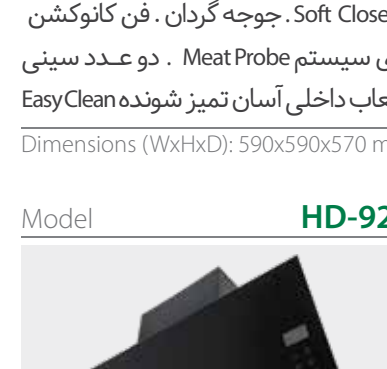 Soft Close . جوجه گردان . فن کانوکشن
سیستم Meat Probe . دو عـدد سینی
داخلی آسان تمیز شونده EasyClean
Dimensions (WxHxD): 590x590x570
Model HD-92